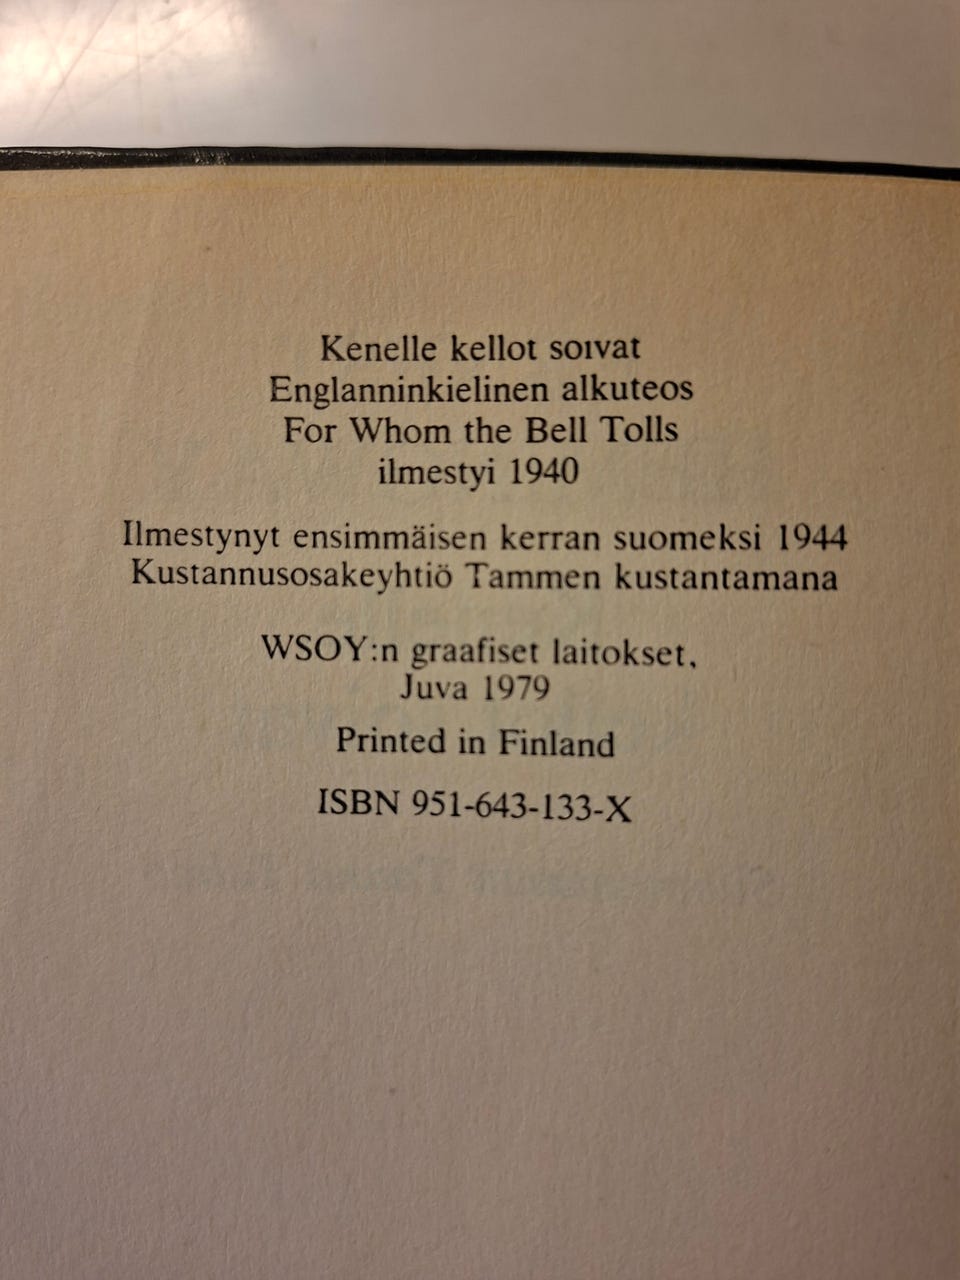 Kenelle kellot soivat
Englanninkielinen alkuteos
For Whom the Bell Tolls
ilmestyi 1940
Ilmestynyt ensimmäisen kerran suomeksi 1944
Kustannusosakeyhtiö Tammen kustantamana
WSOY:n graafiset laitokset,
Juva 1979
Printed in Finland
ISBN 951-643-133-X